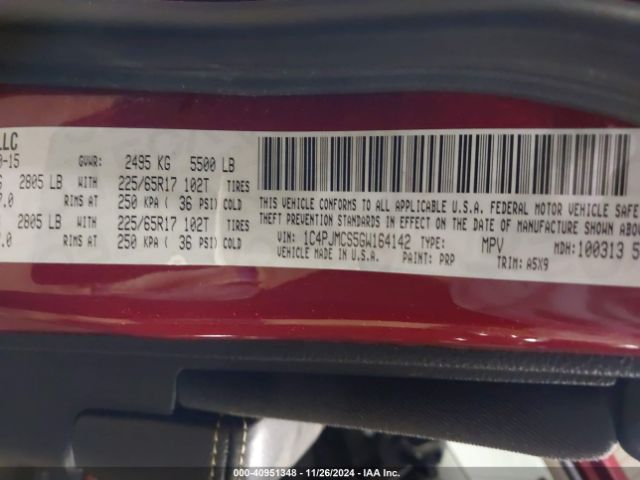 LLC
0-15
GVWR: 2495 KG 5500 LB
2805 LB WITH 225/65R17 102T TIRES
7.0 RIMS AT 250 KPA ( 36 PSI) COLD
2805 LB WITH 225/65R17 102T TIRES
.0 RIMS AT 250 KPA ( 36 PSI) COLD
THIS VEHICLE CONFORMS TO ALL APPLICABLE U.S.A. FEDERAL MOTOR VEHICLE SAFE
THEFT PREVENTION STANDARDS IN EFFECT ON THE DATE OF MANUFACTURE SHOWN ABOV
VIN: 1C4PJMCS5GW164142 TYPE: MPV MDH: 100313 5
VEHICLE MADE IN U.S.A. PAINT: PRP TRIM: A5X9
000-40951348 | 11/26/2024 | IAA Inc.